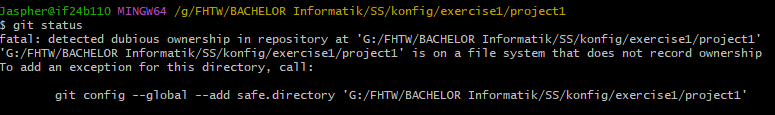 Jaspher@if24b110 MINGW64 /g/FHTW/BACHELOR Informatik/SS/konfig/exercise1/project1
$ git status
fatal: detected dubious ownership in repository at 'G:/FHTW/BACHELOR Informatik/SS/konfig/exercise1/project1'
'G:/FHTW/BACHELOR Informatik/SS/konfig/exercise1/project1' is on a file system that does not record ownership
To add an exception for this directory, call:
git config --global --add safe.directory 'G:/FHTW/BACHELOR Informatik/SS/konfig/exercise1/project1'